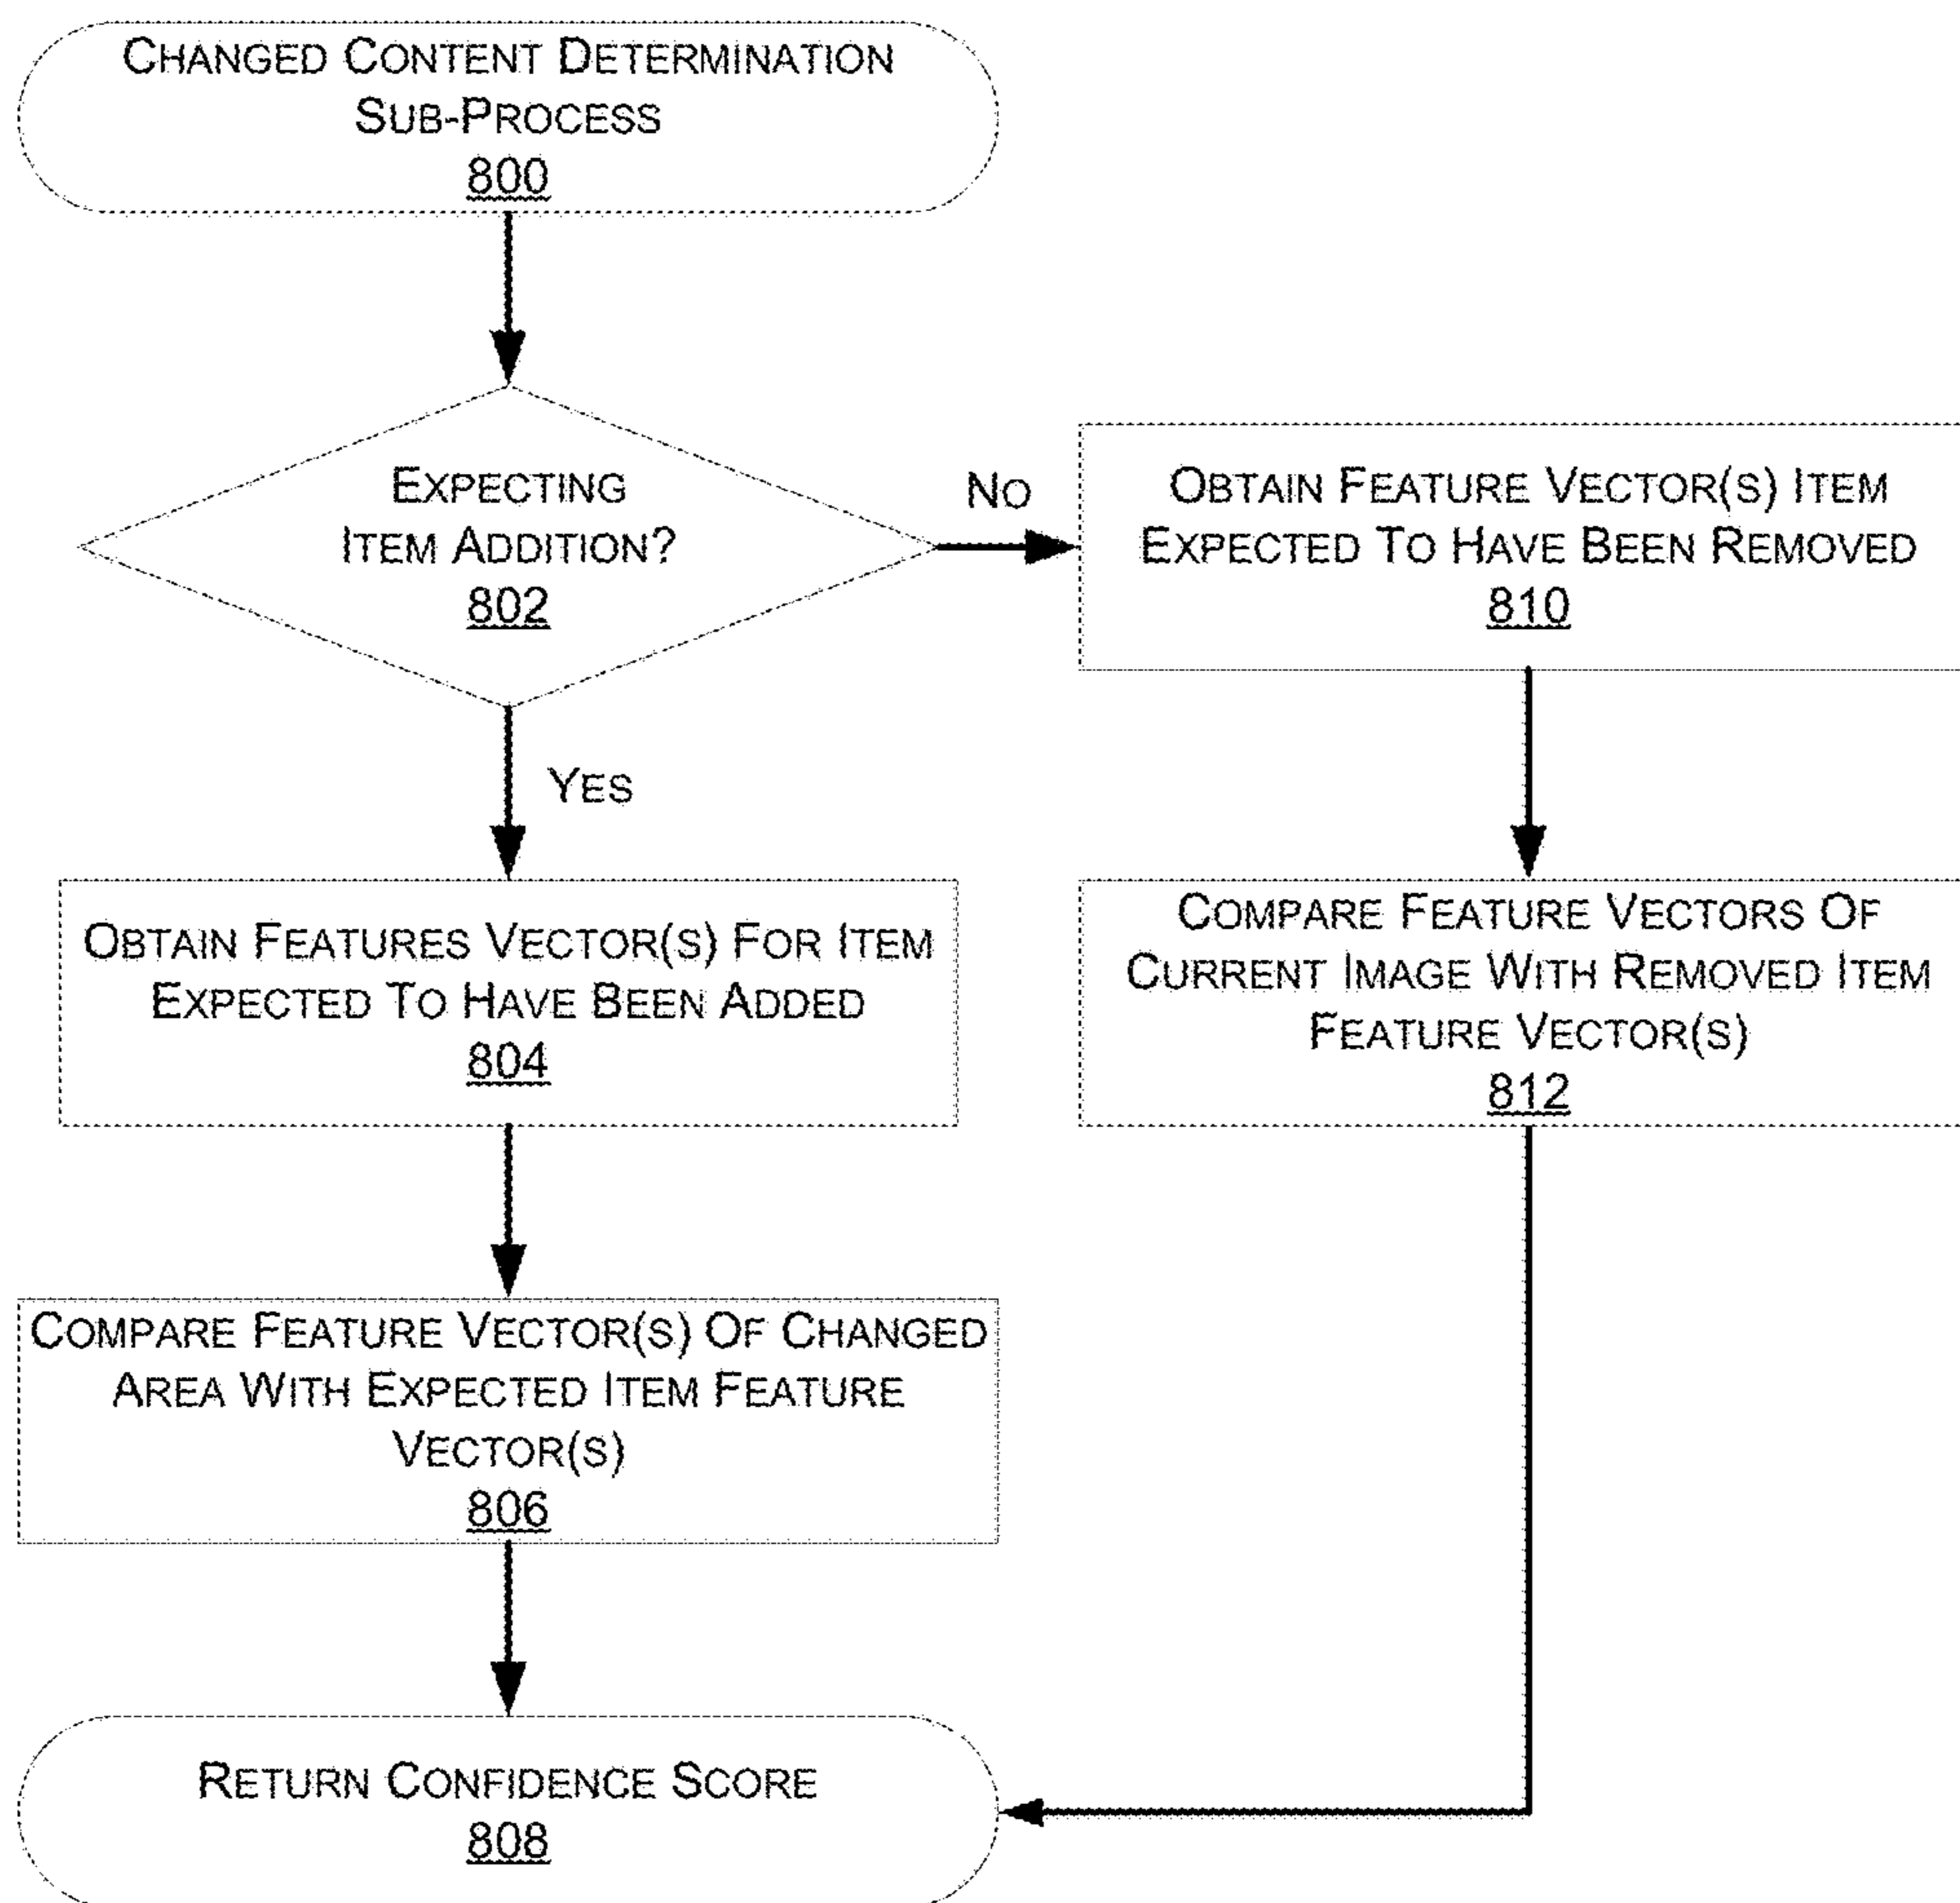 CHANGED CONTENT DETERMINATION
SUB-PROCESS
800
EXPECTING
ITEM ADDITION?
802
NO
OBTAIN FEATURE VECTOR(S) ITEM
EXPECTED TO HAVE BEEN REMOVED
810
YES
OBTAIN FEATURES VECTOR(S) FOR ITEM
EXPECTED TO HAVE BEEN ADDED
804
COMPARE FEATURE VECTORS OF
CURRENT IMAGE WITH REMOVED ITEM
FEATURE VECTOR(S)
812
COMPARE FEATURE VECTOR(S) OF CHANGED
AREA WITH EXPECTED ITEM FEATURE
VECTOR(S)
806
RETURN CONFIDENCE SCORE
808